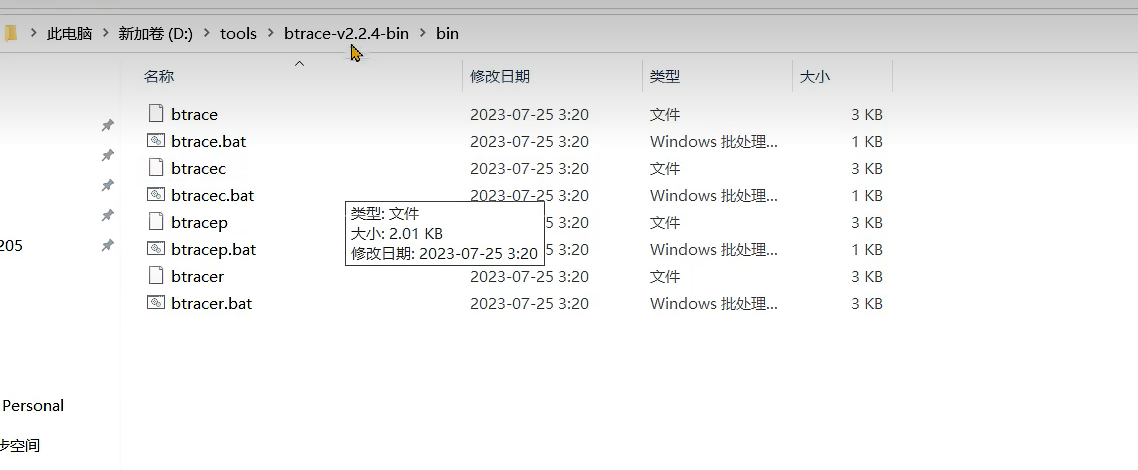 此电脑 > 新加卷 (D:) > tools > btrace-v2.2.4-bin > bin
名称 修改日期 类型 大小
btrace 2023-07-25 3:20 文件 3 KB
btrace.bat 2023-07-25 3:20 Windows 批处理... 1 KB
btracec 2023-07-25 3:20 文件 3 KB
btracec.bat 2023-07-25 3:20 Windows 批处理... 1 KB
类型: 文件
大小: 2.01 KB
修改日期: 2023-07-25 3:20
btracep 5 3:20 文件 3 KB
205
btracep.bat 5 3:20 Windows 批处理... 1 KB
btracer 2023-07-25 3:20 文件 3 KB
btracer.bat 2023-07-25 3:20 Windows 批处理... 3 KB
Personal
步空间